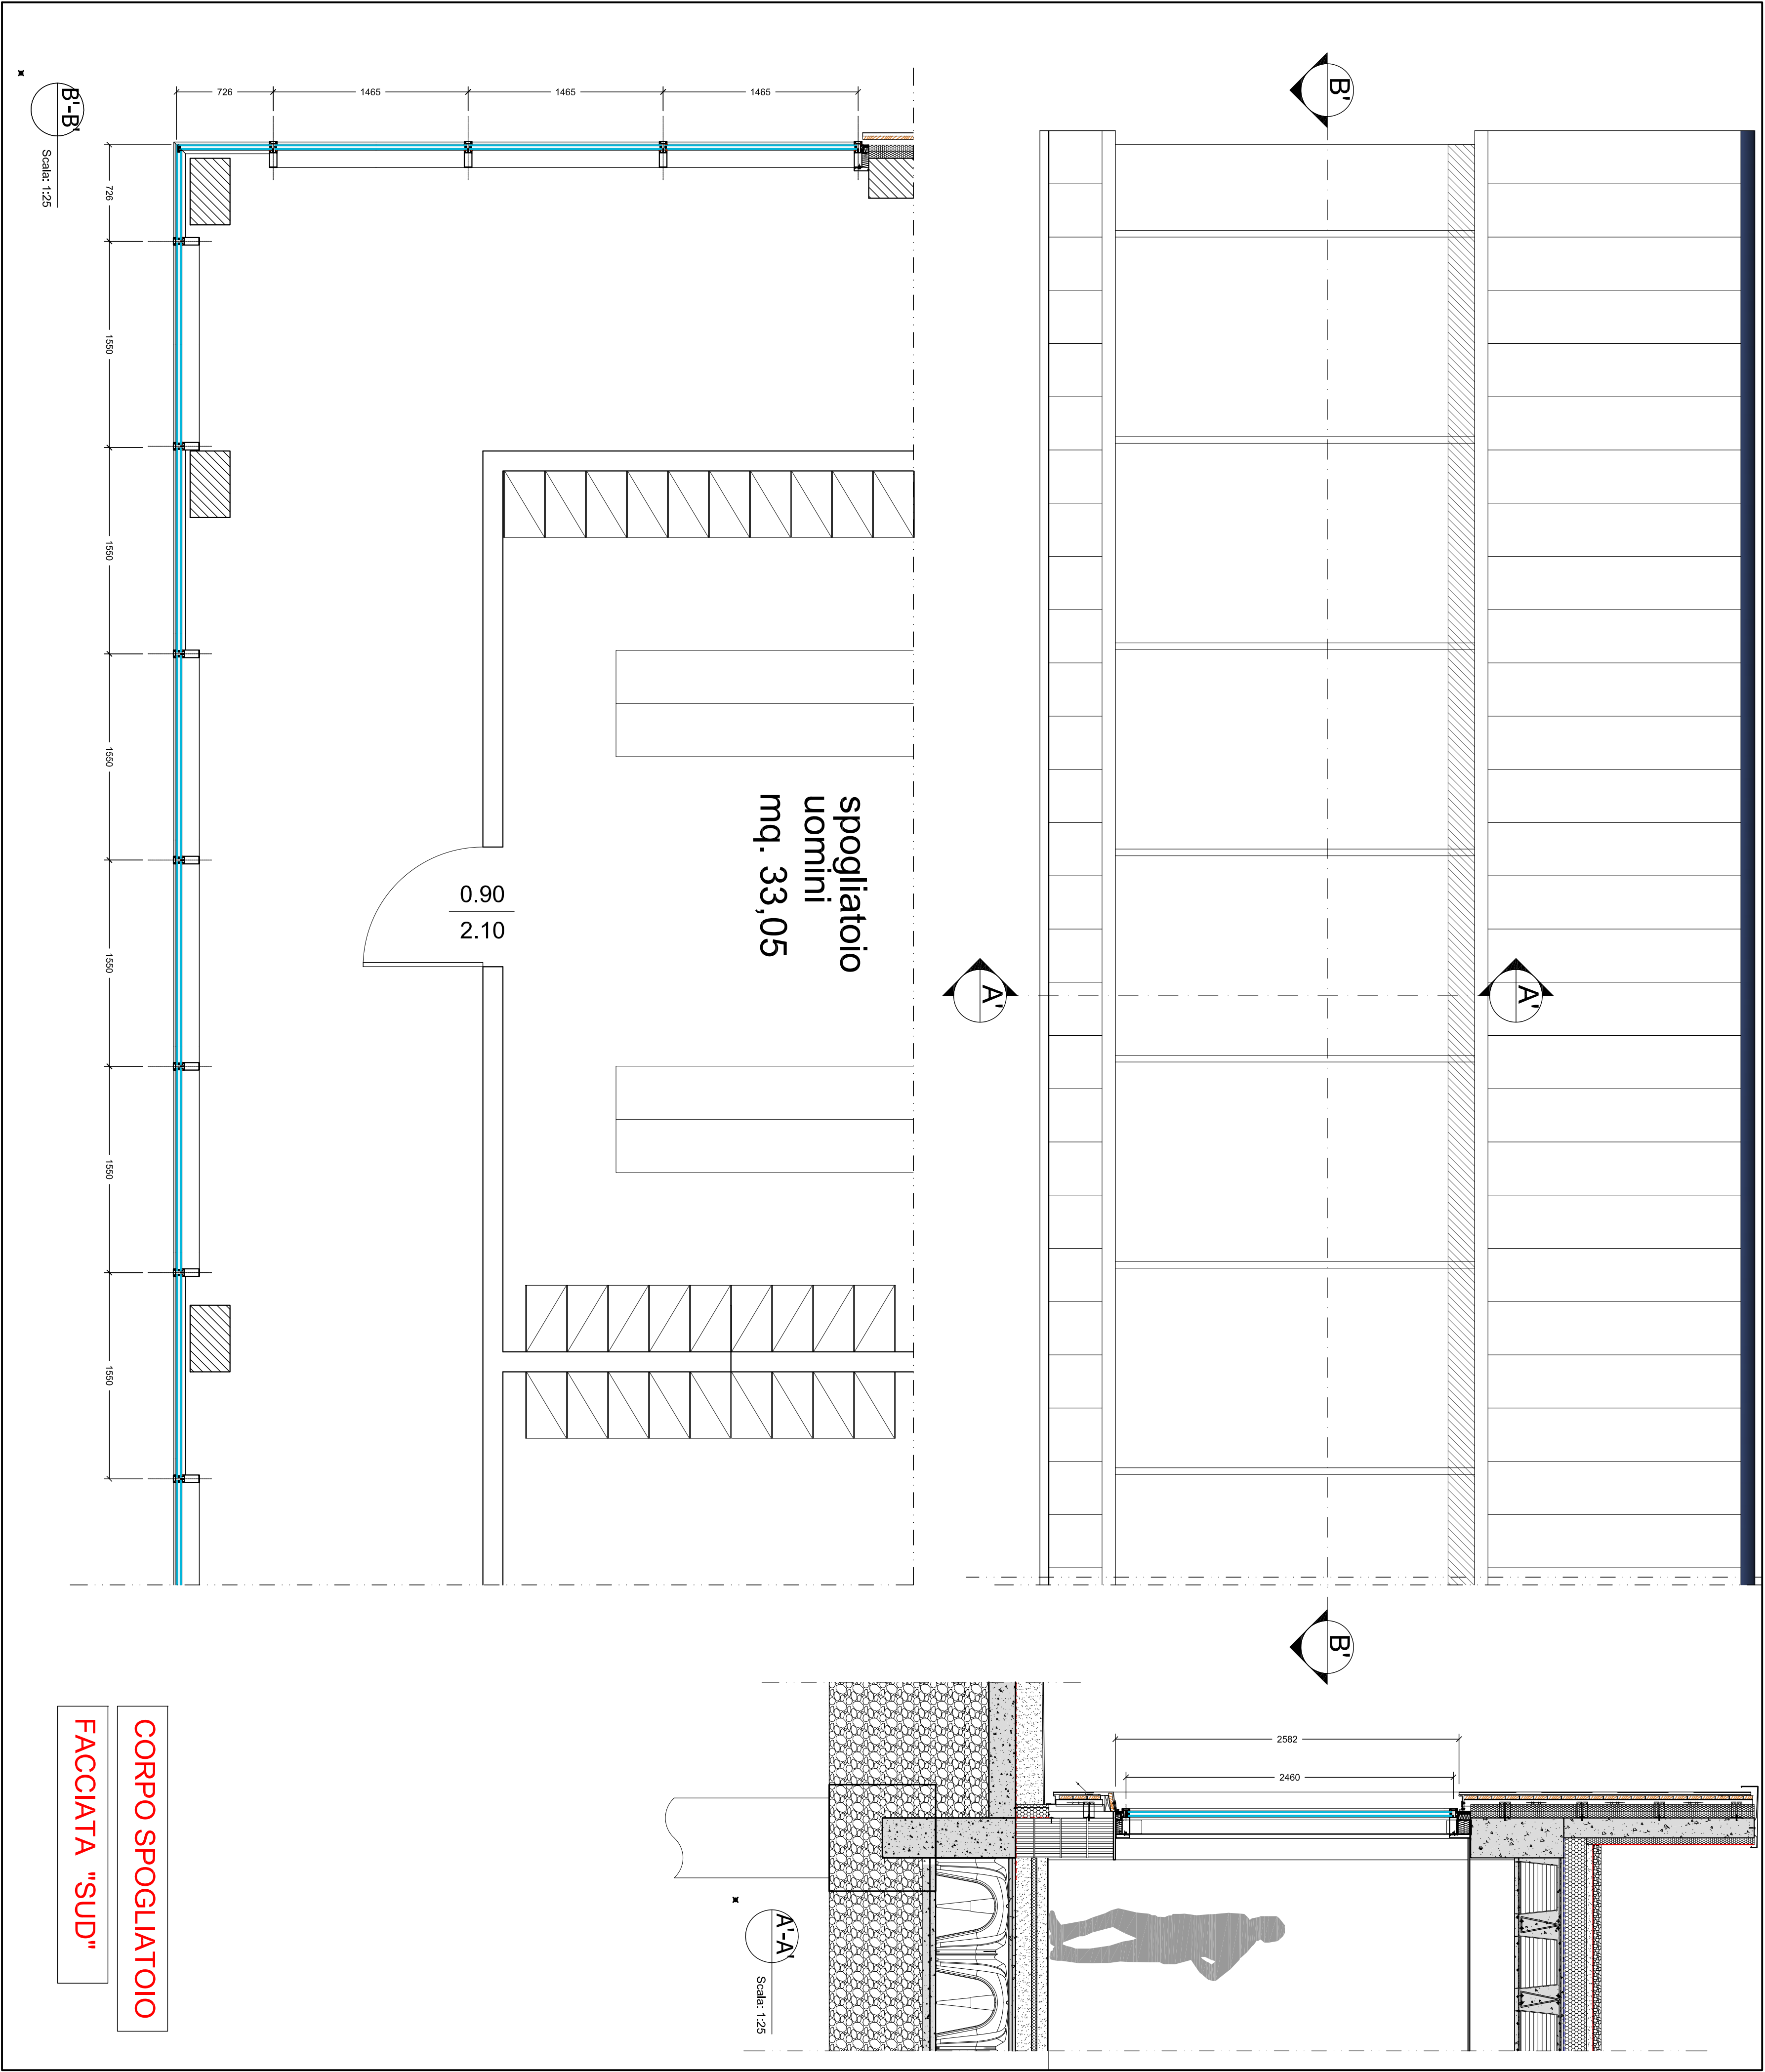 B'
B'
A'
A'
726
1465
1465
1465
B'-B'
Scala: 1:25
726
1550
1550
1550
1550
1550
1550
spogliatoio
uomini
mq. 33,05
0.90
2.10
2582
2460
A'-A'
Scala: 1:25
CORPO SPOGLIATOIO
FACCIATA "SUD"